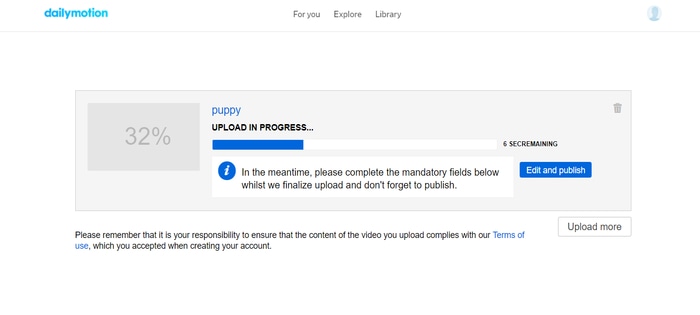 dailymotion
For you Explore Library
puppy
32%
UPLOAD IN PROGRESS...
6 SECREMAINING
In the meantime, please complete the mandatory fields below
whilst we finalize upload and don't forget to publish.
Edit and publish
Upload more
Please remember that it is your responsibility to ensure that the content of the video you upload complies with our Terms of
use, which you accepted when creating your account.